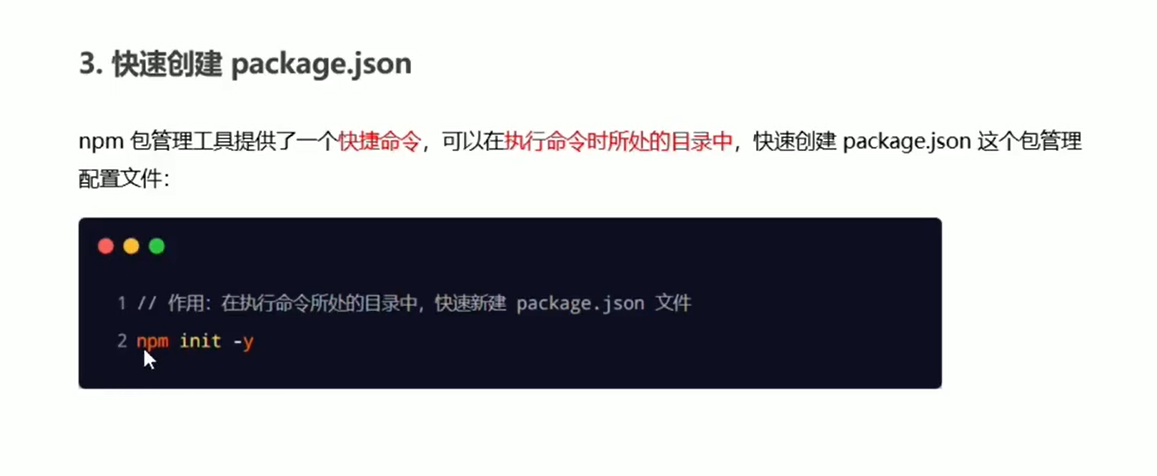 3. 快速创建 package.json
npm 包管理工具提供了一个快捷命令，可以在执行命令时所处的目录中，快速创建 package.json 这个包管理
配置文件：
1 // 作用：在执行命令所处的目录中，快速新建 package.json 文件
2 npm init -y